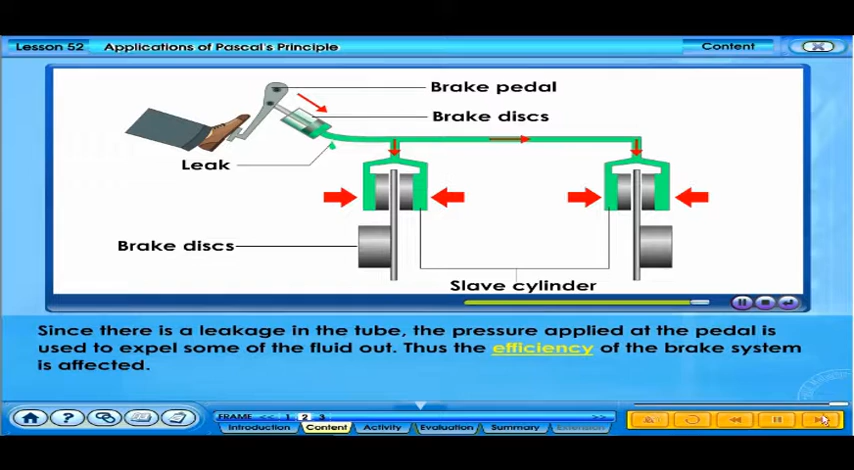 Lesson 52 Applications of Pascal's Principle Content
Brake pedal
Brake discs
Leak
Brake discs
Slave cylinder
Since there is a leakage in the tube, the pressure applied at the pedal is
used to expel some of the fluid out. Thus the efficiency of the brake system
is affected.
FRAME << 1 2 3 >>
Introduction Content Activity Evaluation Summary Extension